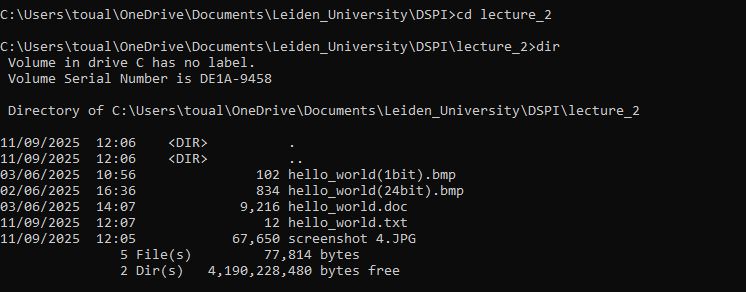 C:\Users\toual\OneDrive\Documents\Leiden_University\DSPI>cd lecture_2
C:\Users\toual\OneDrive\Documents\Leiden_University\DSPI\lecture_2>dir
 Volume in drive C has no label.
 Volume Serial Number is DE1A-9458
 Directory of C:\Users\toual\OneDrive\Documents\Leiden_University\DSPI\lecture_2
11/09/2025  12:06    <DIR>          .
11/09/2025  12:06    <DIR>          ..
03/06/2025  10:56               102 hello_world(1bit).bmp
02/06/2025  16:36               834 hello_world(24bit).bmp
03/06/2025  14:07             9,216 hello_world.doc
11/09/2025  12:07                12 hello_world.txt
11/09/2025  12:05            67,650 screenshot 4.JPG
               5 File(s)         77,814 bytes
               2 Dir(s)   4,190,228,480 bytes free